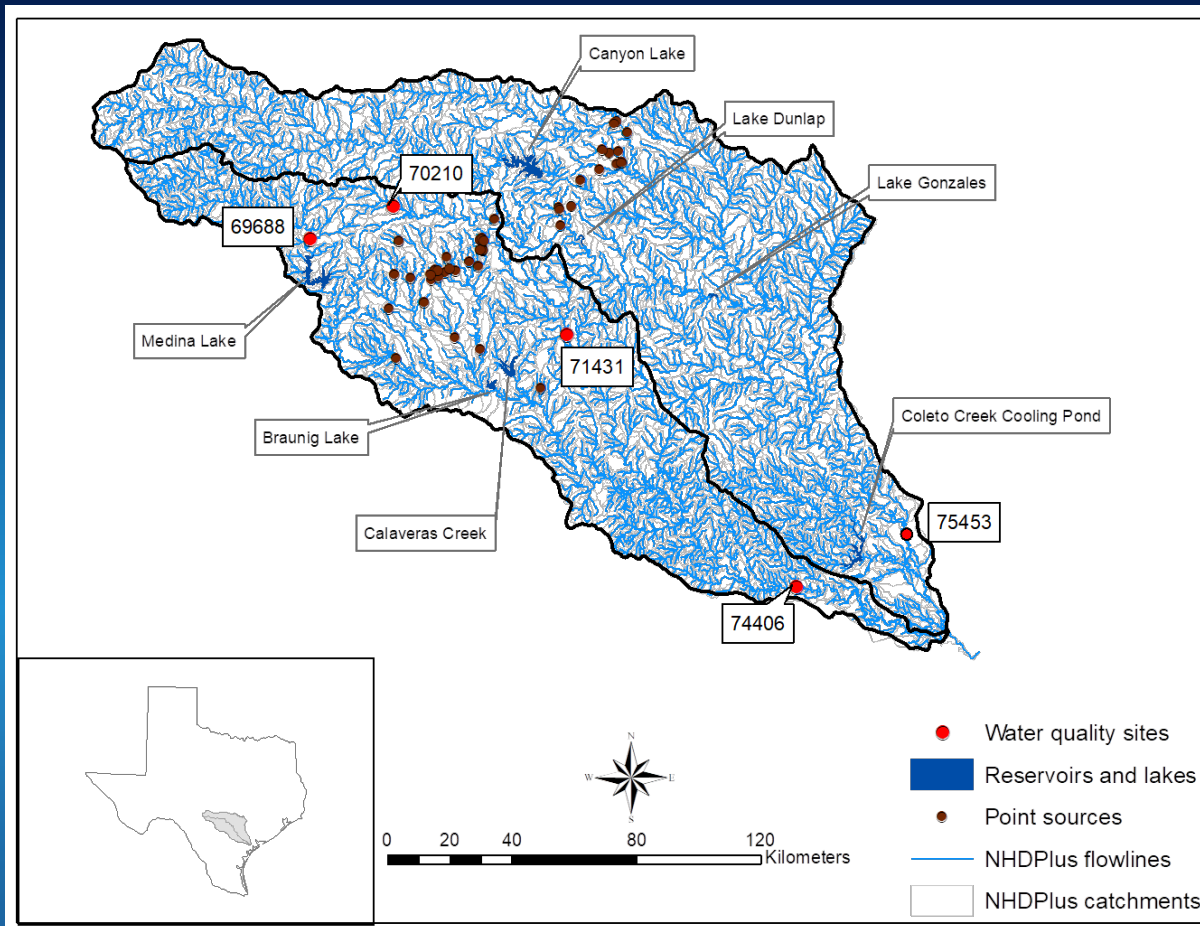 Canyon Lake
Lake Dunlap
70210
Lake Gonzales
69688
Medina Lake
71431
Braunig Lake
Coleto Creek Cooling Pond
Calaveras Creek
75453
74406
N
W
E
S
0
20
40
80
120
Kilometers
Water quality sites
Reservoirs and lakes
Point sources
NHDPlus flowlines
NHDPlus catchments